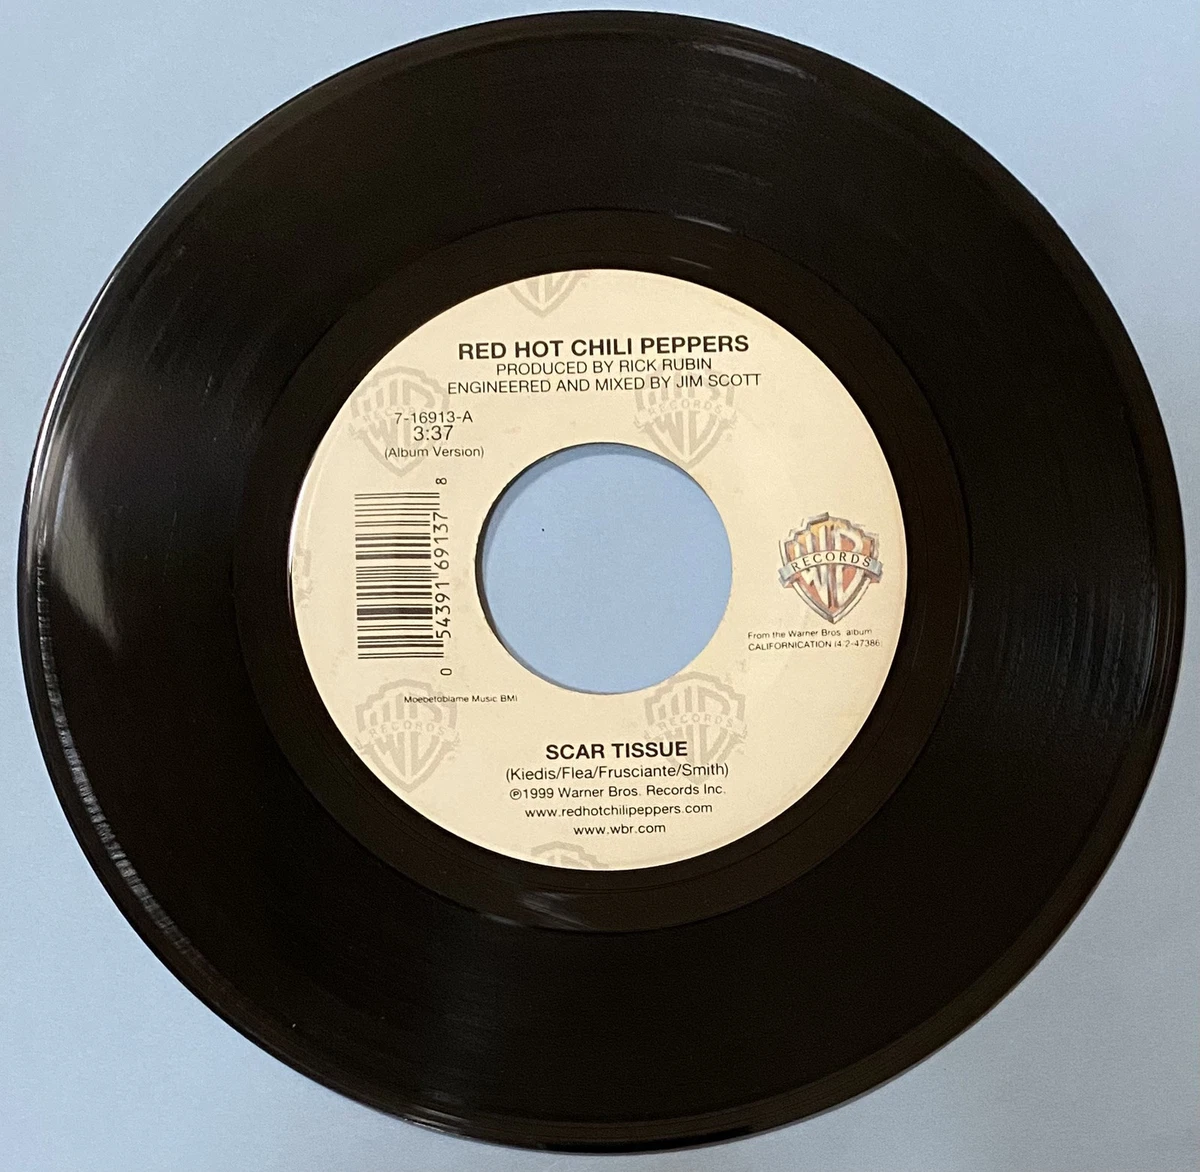 RED HOT CHILI PEPPERS
PRODUCED BY RICK RUBIN
ENGINEERED AND MIXED BY JIM SCOTT
7-16913-A
3:37
(Album Version)
0 54391 69137 8
RECORDS
From the Warner Bros. album
CALIFORNICATION (4/2-47386)
Moebetoblame Music BMI
SCAR TISSUE
(Kiedis/Flea/Frusciante/Smith)
℗1999 Warner Bros. Records Inc.
www.redhotchilipeppers.com
www.wbr.com